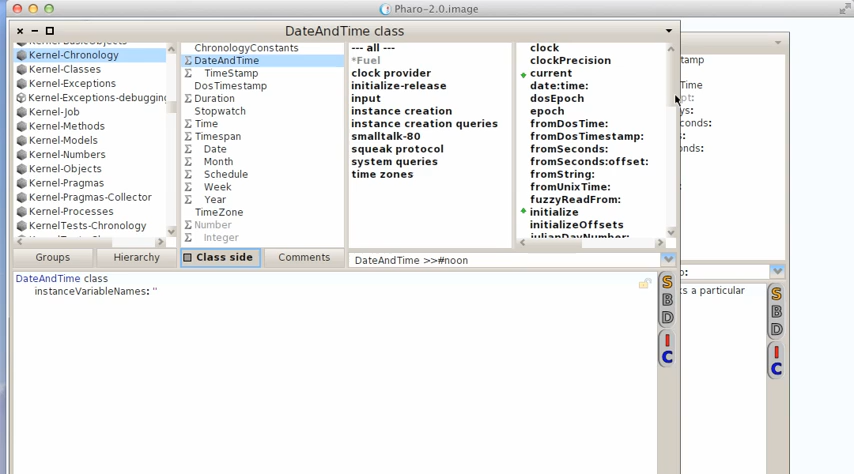 Pharo-2.0.image
DateAndTime class
Kernel-BasicObjects
Kernel-Chronology
Kernel-Classes
Kernel-Exceptions
Kernel-Exceptions-debugging
Kernel-Job
Kernel-Methods
Kernel-Models
Kernel-Numbers
Kernel-Objects
Kernel-Pragmas
Kernel-Pragmas-Collector
Kernel-Processes
KernelTests-Chronology
ChronologyConstants
DateAndTime
TimeStamp
DosTimestamp
Duration
Stopwatch
Time
Timespan
Date
Month
Schedule
Week
Year
TimeZone
Number
Integer
--- all ---
*Fuel
clock provider
initialize-release
input
instance creation
instance creation queries
smalltalk-80
squeak protocol
system queries
time zones
clock
clockPrecision
current
date:time:
dosEpoch
epoch
fromDosTime:
fromDosTimestamp:
fromSeconds:
fromSeconds:offset:
fromString:
fromUnixTime:
fuzzyReadFrom:
initialize
initializeOffsets
julianDayNumber:
Groups
Hierarchy
Class side
Comments
DateAndTime >>#noon
DateAndTime class
instanceVariableNames: ''
S
B
D
I
C
tamp
Time
pt:
ys:
conds:
s:
onds:
o:
ks a particular
S
B
D
I
C